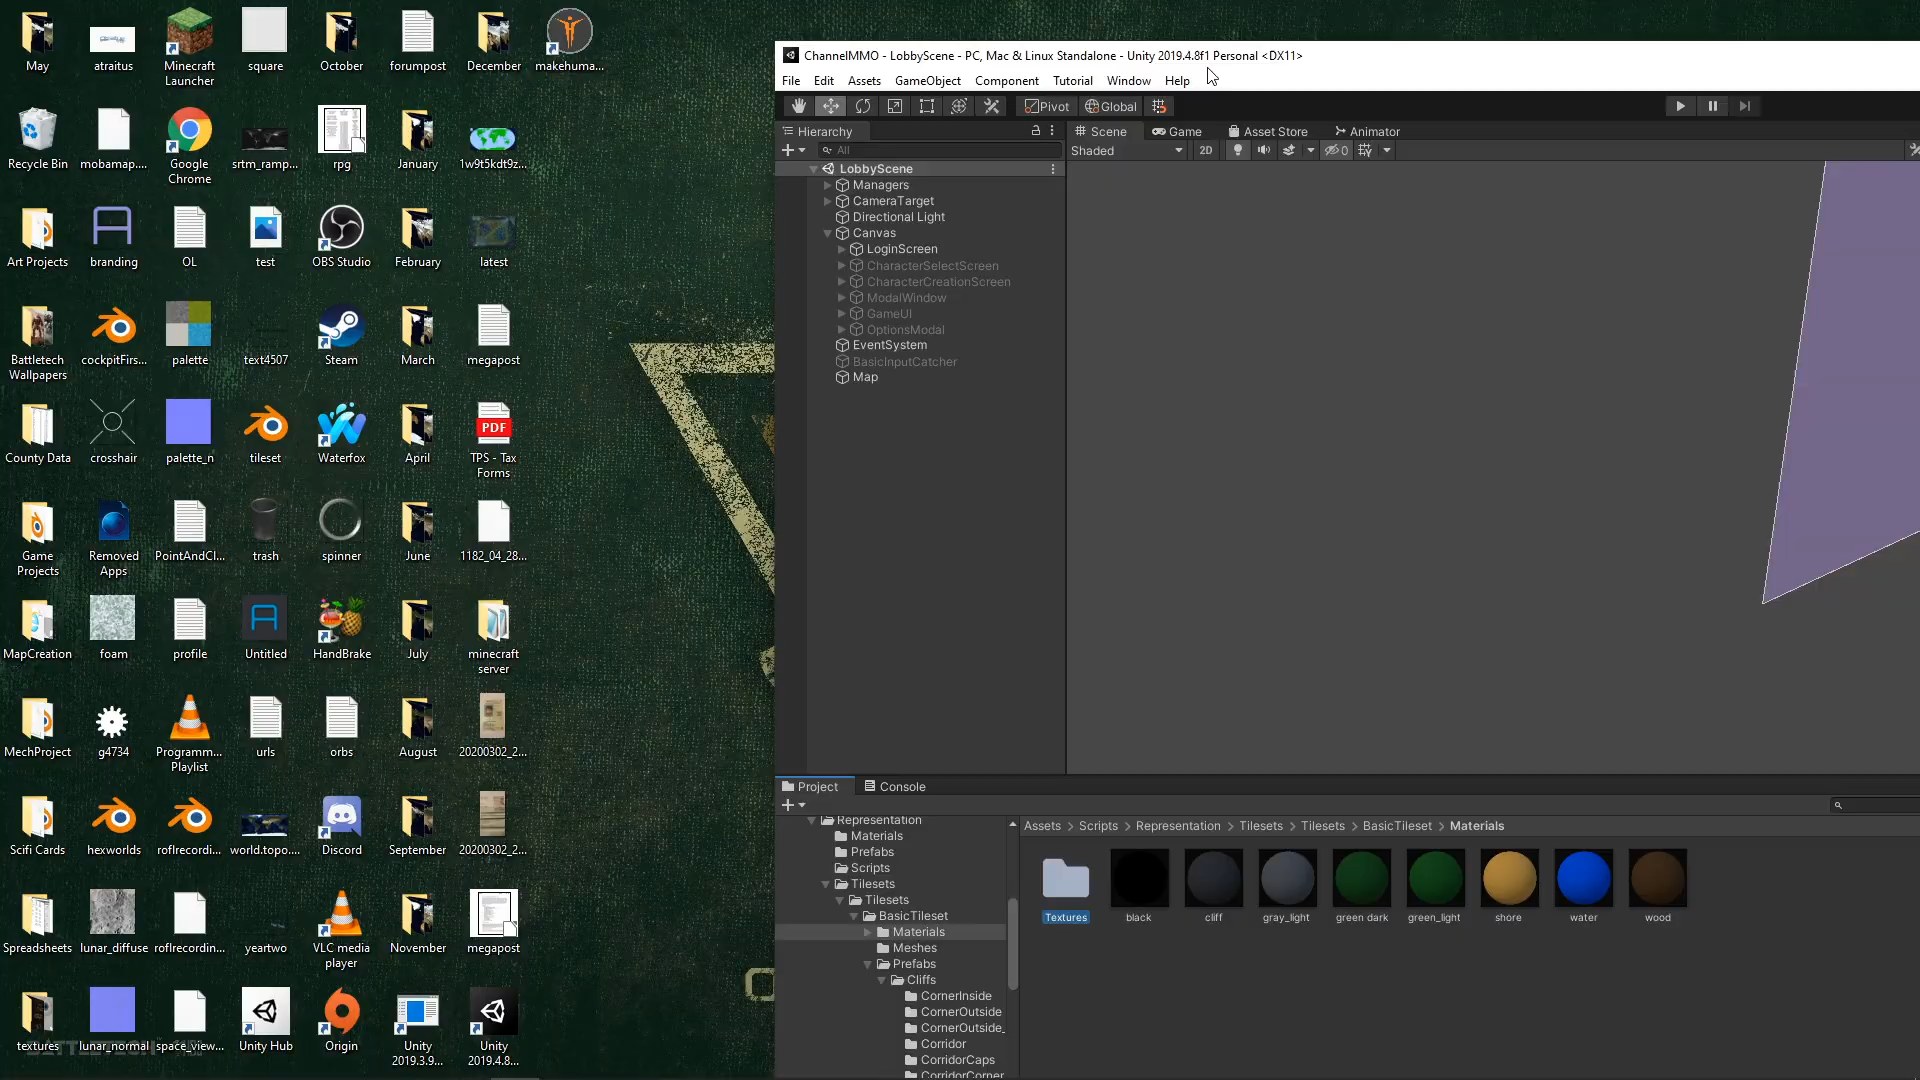 May
atraitus
Minecraft
Launcher
square
October
forumpost
December
makehuma...
Recycle Bin
mobamap....
Google
Chrome
srtm_ramp...
rpg
January
1w9t5kdt9z...
Art Projects
branding
OL
test
OBS Studio
February
latest
Battletech
Wallpapers
cockpitFirs...
palette
text4507
Steam
March
megapost
County Data
crosshair
palette_n
tileset
Waterfox
April
PDF
TPS - Tax
Forms
Game
Projects
Removed
Apps
PointAndCl...
trash
spinner
June
1182_04_28...
MapCreation
foam
profile
Untitled
HandBrake
July
minecraft
server
MechProject
g4734
Programm...
Playlist
urls
orbs
August
20200302_2...
Scifi Cards
hexworlds
roflrecordi...
world.topo....
Discord
September
20200302_2...
Spreadsheets
lunar_diffuse
roflrecordin...
yeartwo
VLC media
player
November
megapost
textures
lunar_normal
space_view...
Unity Hub
Origin
Unity
2019.3.9...
Unity
2019.4.8...
ChannelMMO - LobbyScene - PC, Mac & Linux Standalone - Unity 2019.4.8f1 Personal <DX11>
File Edit Assets GameObject Component Tutorial Window Help
Pivot Global
Hierarchy
All
LobbyScene
Managers
CameraTarget
Directional Light
Canvas
LoginScreen
CharacterSelectScreen
CharacterCreationScreen
ModalWindow
GameUI
OptionsModal
EventSystem
BasicInputCatcher
Map
Scene Game Asset Store Animator
Shaded 2D 0
Project Console
Representation
Materials
Prefabs
Scripts
Tilesets
Tilesets
BasicTileset
Materials
Meshes
Prefabs
Cliffs
CornerInside
CornerOutside
CornerOutside_
Corridor
CorridorCaps
CorridorCorner
Assets > Scripts > Representation > Tilesets > Tilesets > BasicTileset > Materials
Textures black cliff gray_light green dark green_light shore water wood